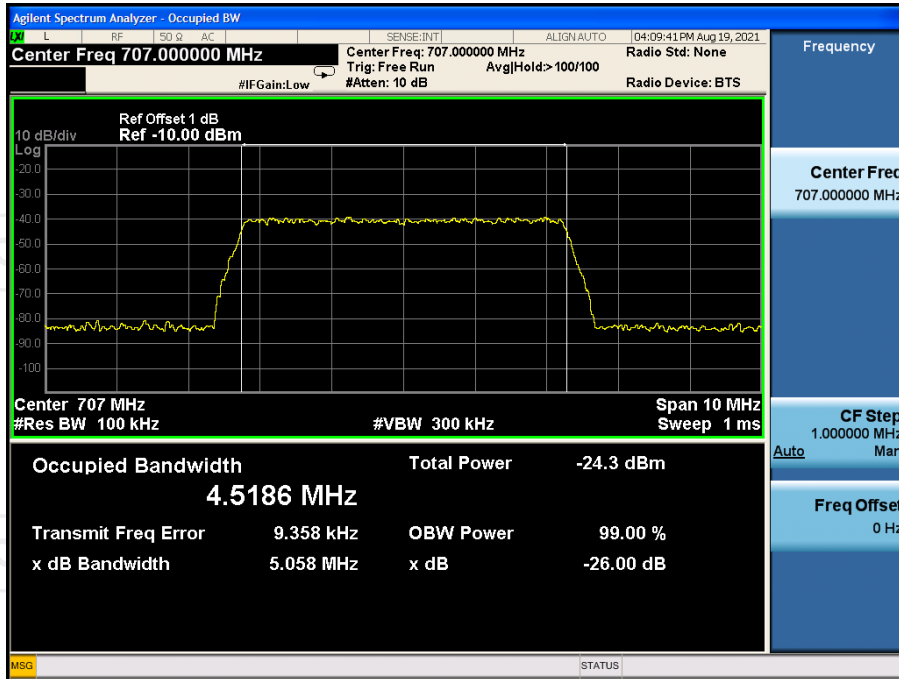 Agilent Spectrum Analyzer - Occupied BW
LXI L RF 50 Ω AC SENSE:INT ALIGN AUTO 04:09:41 PM Aug 19, 2021
Center Freq 707.000000 MHz
Center Freq: 707.000000 MHz Radio Std: None
Trig: Free Run Avg|Hold:> 100/100
#IFGain:Low #Atten: 10 dB Radio Device: BTS
Frequency
Ref Offset 1 dB
10 dB/div Ref -10.00 dBm
Log
-20.0
-30.0
-40.0
-50.0
-60.0
-70.0
-80.0
-90.0
-100
Center 707 MHz Span 10 MHz
#Res BW 100 kHz #VBW 300 kHz Sweep 1 ms
Occupied Bandwidth Total Power -24.3 dBm
4.5186 MHz
Transmit Freq Error 9.358 kHz OBW Power 99.00 %
x dB Bandwidth 5.058 MHz x dB -26.00 dB
Center Freq
707.000000 MHz
CF Step
1.000000 MHz
Auto Man
Freq Offset
0 Hz
MSG STATUS